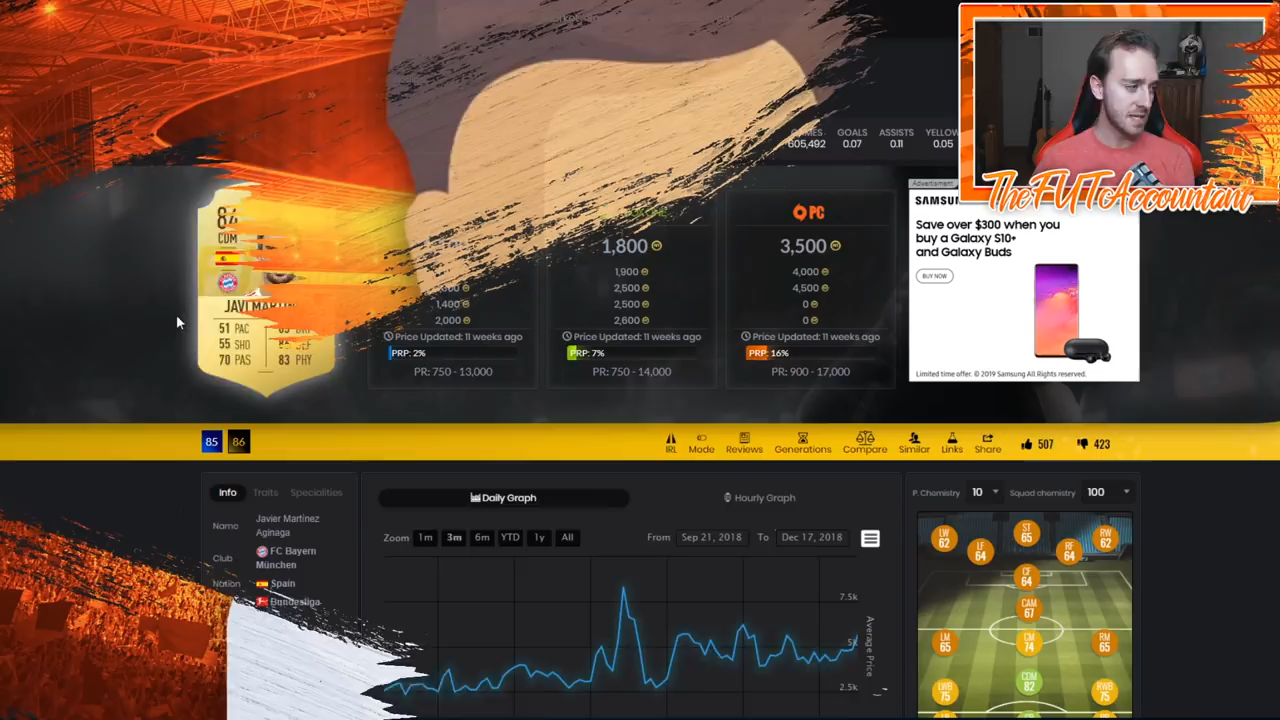 GAMES GOALS ASSISTS YELLOW
605,492 0.07 0.11 0.05
TheFUTAccountant
Advertisment
SAMSU
Save over $300 when you
buy a Galaxy S10+
and Galaxy Buds
BUY NOW
Limited time offer. © 2019 Samsung All Rights reserved.
84
CDM
JAVI MARTIN
51 PAC
55 SHO
70 PAS
83 PHY
1,400
2,000
Price Updated: 11 weeks ago
PRP: 2%
PR: 750 - 13,000
1,800
1,900
2,500
2,500
2,600
Price Updated: 11 weeks ago
PRP: 7%
PR: 750 - 14,000
PC
3,500
4,000
4,500
0
0
Price Updated: 11 weeks ago
PRP: 16%
PR: 900 - 17,000
85 86
IRL Mode Reviews Generations Compare Similar Links Share 507 423
Info Traits Specialities
Name Javier Martínez
Aginaga
Club FC Bayern
München
Nation Spain
Bundesliga
Daily Graph Hourly Graph
Zoom 1m 3m 6m YTD 1y All From Sep 21, 2018 To Dec 17, 2018
7.5k
5k
2.5k
Average Price
P. Chemistry 10 Squad chemistry 100
LW 62
LF 64
ST 65
RF 64
RW 62
CF 64
CAM 67
LM 65
CM 74
RM 65
CDM 82
LWB 75
RWB 75